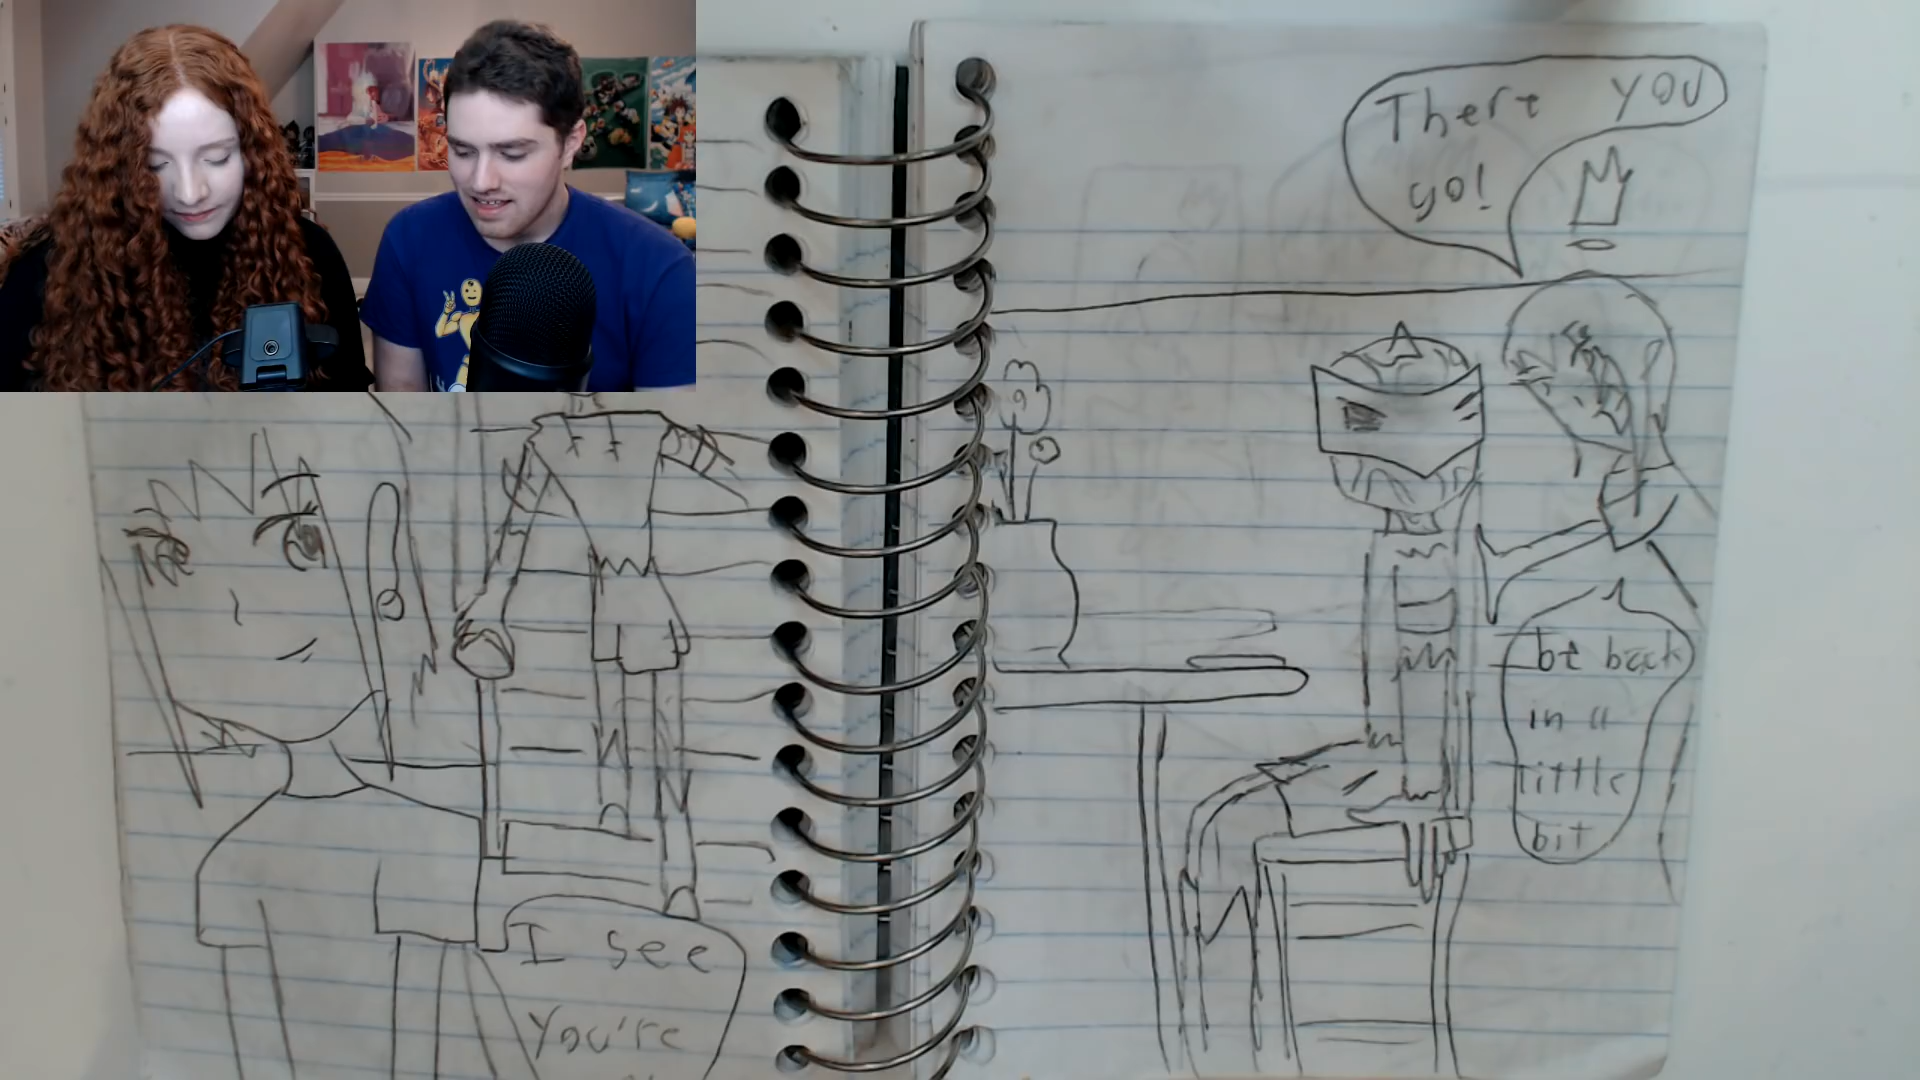 I see
You're
There you
go!
be back
in a
little
bit